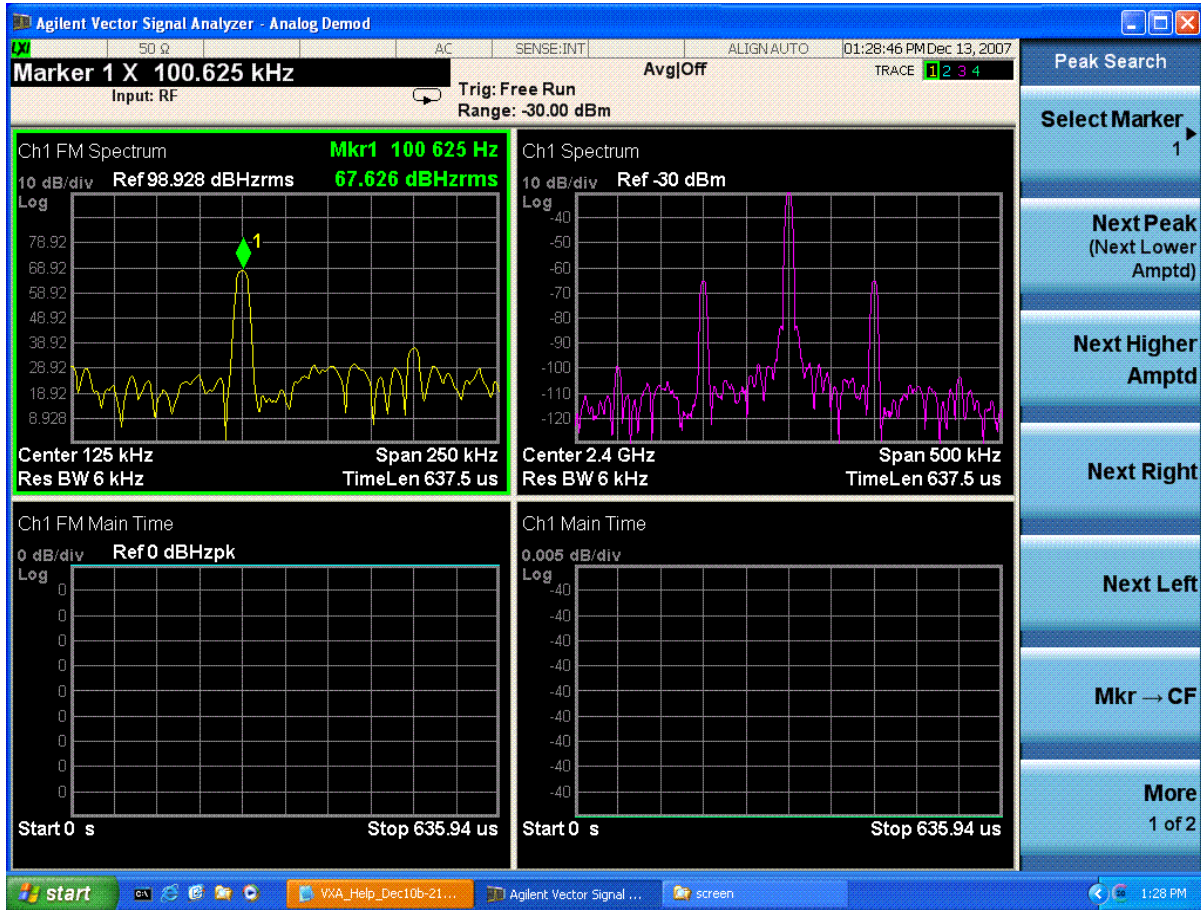 Agilent Vector Signal Analyzer - Analog Demod
LXI 50 Ω AC SENSE:INT ALIGN AUTO 01:28:46 PM Dec 13, 2007
Marker 1 X 100.625 kHz
Input: RF
Trig: Free Run
Range: -30.00 dBm
Avg|Off
TRACE 1 2 3 4
Ch1 FM Spectrum
Mkr1 100 625 Hz
10 dB/div Ref 98.928 dBHzrms
67.626 dBHzrms
Log
78.92
68.92
58.92
48.92
38.92
28.92
18.92
8.928
1
Center 125 kHz
Span 250 kHz
Res BW 6 kHz
TimeLen 637.5 us
Ch1 Spectrum
10 dB/div Ref -30 dBm
Log
-40
-50
-60
-70
-80
-90
-100
-110
-120
Center 2.4 GHz
Span 500 kHz
Res BW 6 kHz
TimeLen 637.5 us
Ch1 FM Main Time
0 dB/div Ref 0 dBHzpk
Log
0
0
0
0
0
0
0
0
0
Start 0 s
Stop 635.94 us
Ch1 Main Time
0.005 dB/div
Log
-40
-40
-40
-40
-40
-40
-40
-40
-40
Start 0 s
Stop 635.94 us
Peak Search
Select Marker
1
Next Peak
(Next Lower
Amptd)
Next Higher
Amptd
Next Right
Next Left
Mkr → CF
More
1 of 2
start
VXA_Help_Dec10b-21...
Agilent Vector Signal ...
screen
1:28 PM